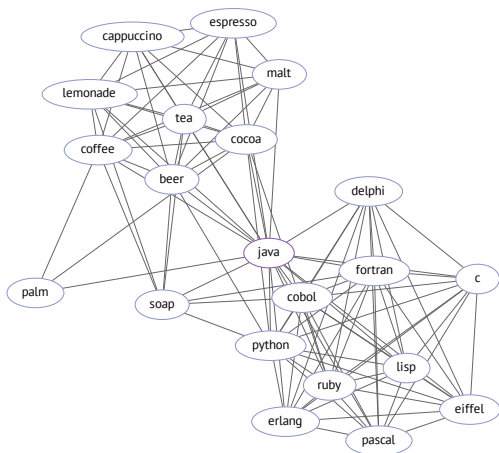 espresso
cappuccino
malt
lemonade
tea
cocoa
coffee
beer
delphi
java
fortran
c
palm
soap
cobol
python
lisp
ruby
eiffel
erlang
pascal